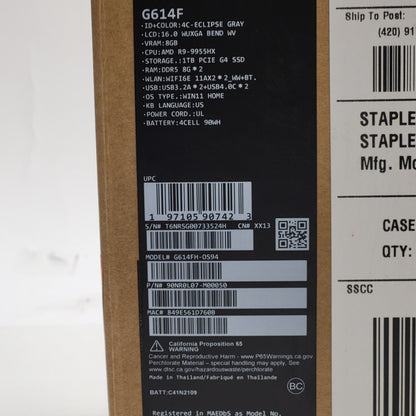 G614F
·ID+COLOR:4C-ECLIPSE GRAY
·LCD:16.0 WUXGA BEND WV
·VRAM:8GB
·CPU:AMD R9-9955HX
·STORAGE:1TB PCIE G4 SSD
·RAM:DDR5 8G*2
·WLAN:WIFI6E 11AX2*2_WW+BT.
·USB:USB3.2A*2+USB4.0C*2
·OS TYPE:WIN11 HOME
·KB LANGUAGE:US
·POWER CORD:UL
·BATTERY:4CELL 90WH
UPC
1 97105 90742 3
S/N# T6NR5G00733524H CN# XX13
MODEL# G614FH-OS94
P/N# 90NR0L07-M00050
MAC# 849E561D760B
California Proposition 65
WARNING
Cancer and Reproductive Harm - www.P65Warnings.ca.gov
Perchlorate Material – special handling may apply. See
www.dtsc.ca.gov/hazardouswaste/perchlorate
Made in Thailand/Fabriqué en Thaïlande
BATT:C41N2109
BC
Registered in MAEDbS as Model No.
Ship To Post:
(420) 91
STAPLE
STAPLE
Mfg. Mo
CASE
QTY:
SSCC